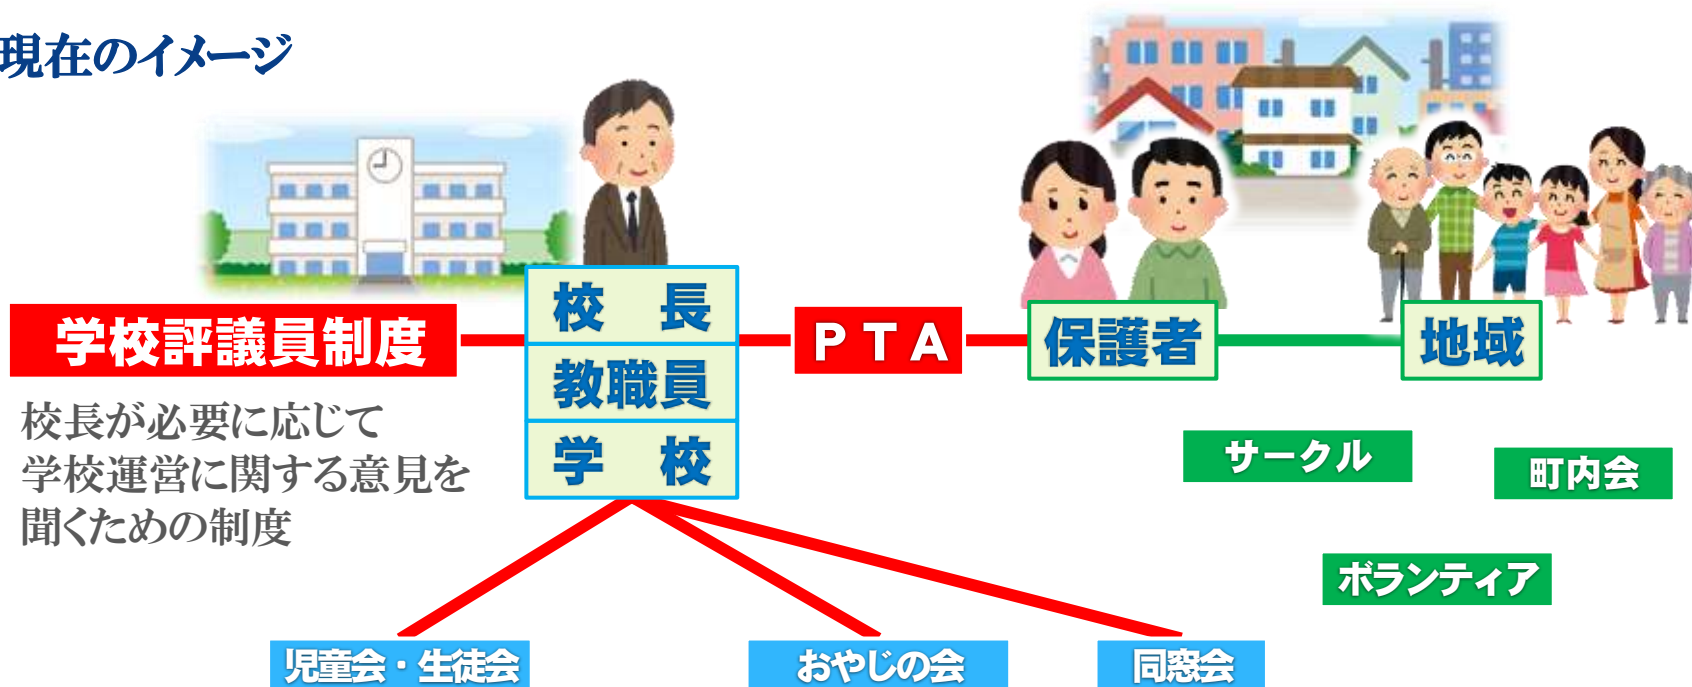 現在のイメージ
学校評議員制度
校長が必要に応じて
学校運営に関する意見を
聞くための制度
校　長
教職員
学　校
ＰＴＡ
保護者
地域
サークル
町内会
ボランティア
児童会・生徒会
おやじの会
同窓会